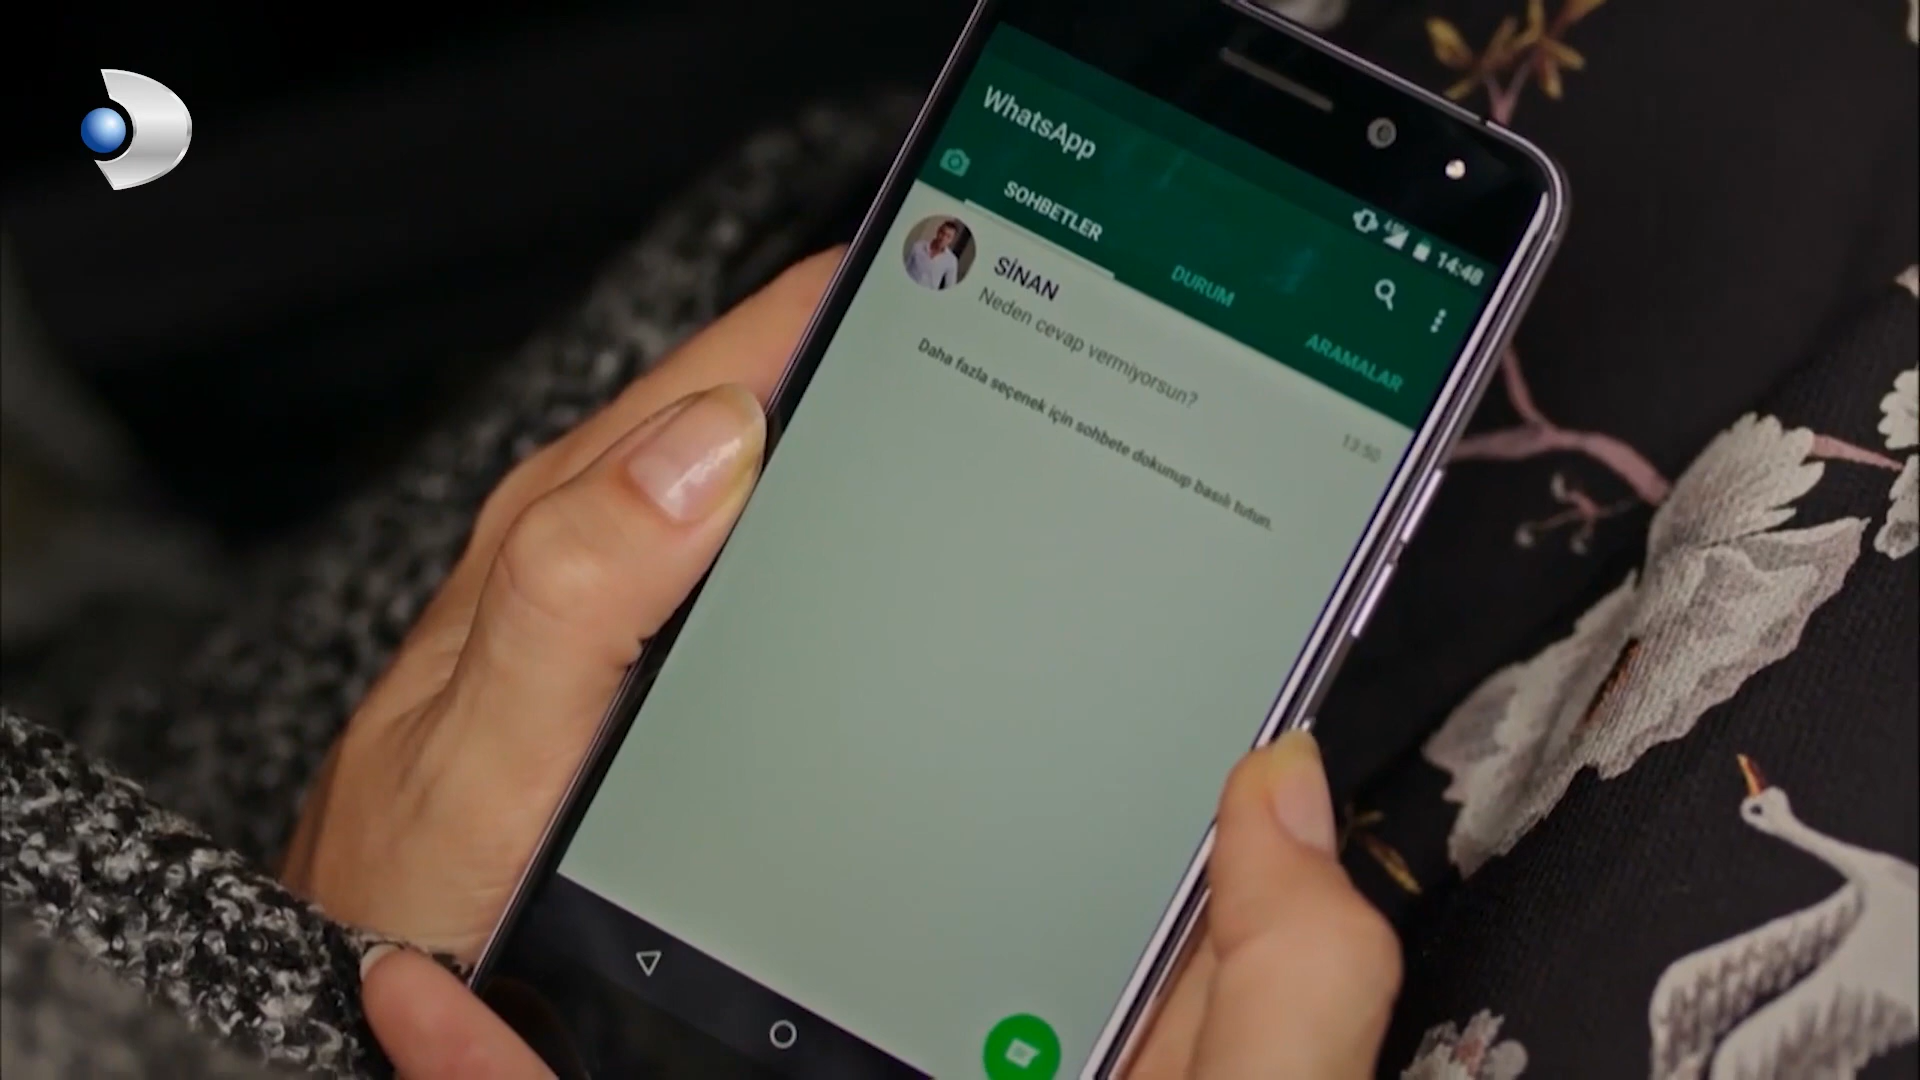 14:48
WhatsApp
SOHBETLER
DURUM
ARAMALAR
SİNAN
Neden cevap vermiyorsun?
13:50
Daha fazla seçenek için sohbete dokunup basılı tutun.